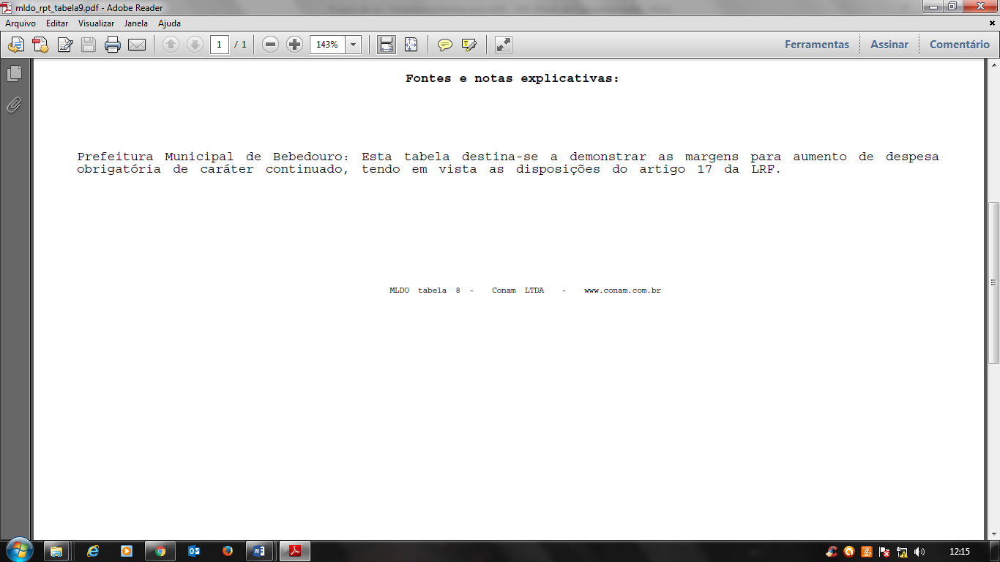 mldo_rpt_tabela9.pdf - Adobe Reader
Arquivo Editar Visualizar Janela Ajuda
1 / 1 143% Ferramentas Assinar Comentário
Fontes e notas explicativas:
Prefeitura Municipal de Bebedouro: Esta tabela destina-se a demonstrar as margens para aumento de despesa
obrigatória de caráter continuado, tendo em vista as disposições do artigo 17 da LRF.
MLDO tabela 8 - Conam LTDA - www.conam.com.br
12:15